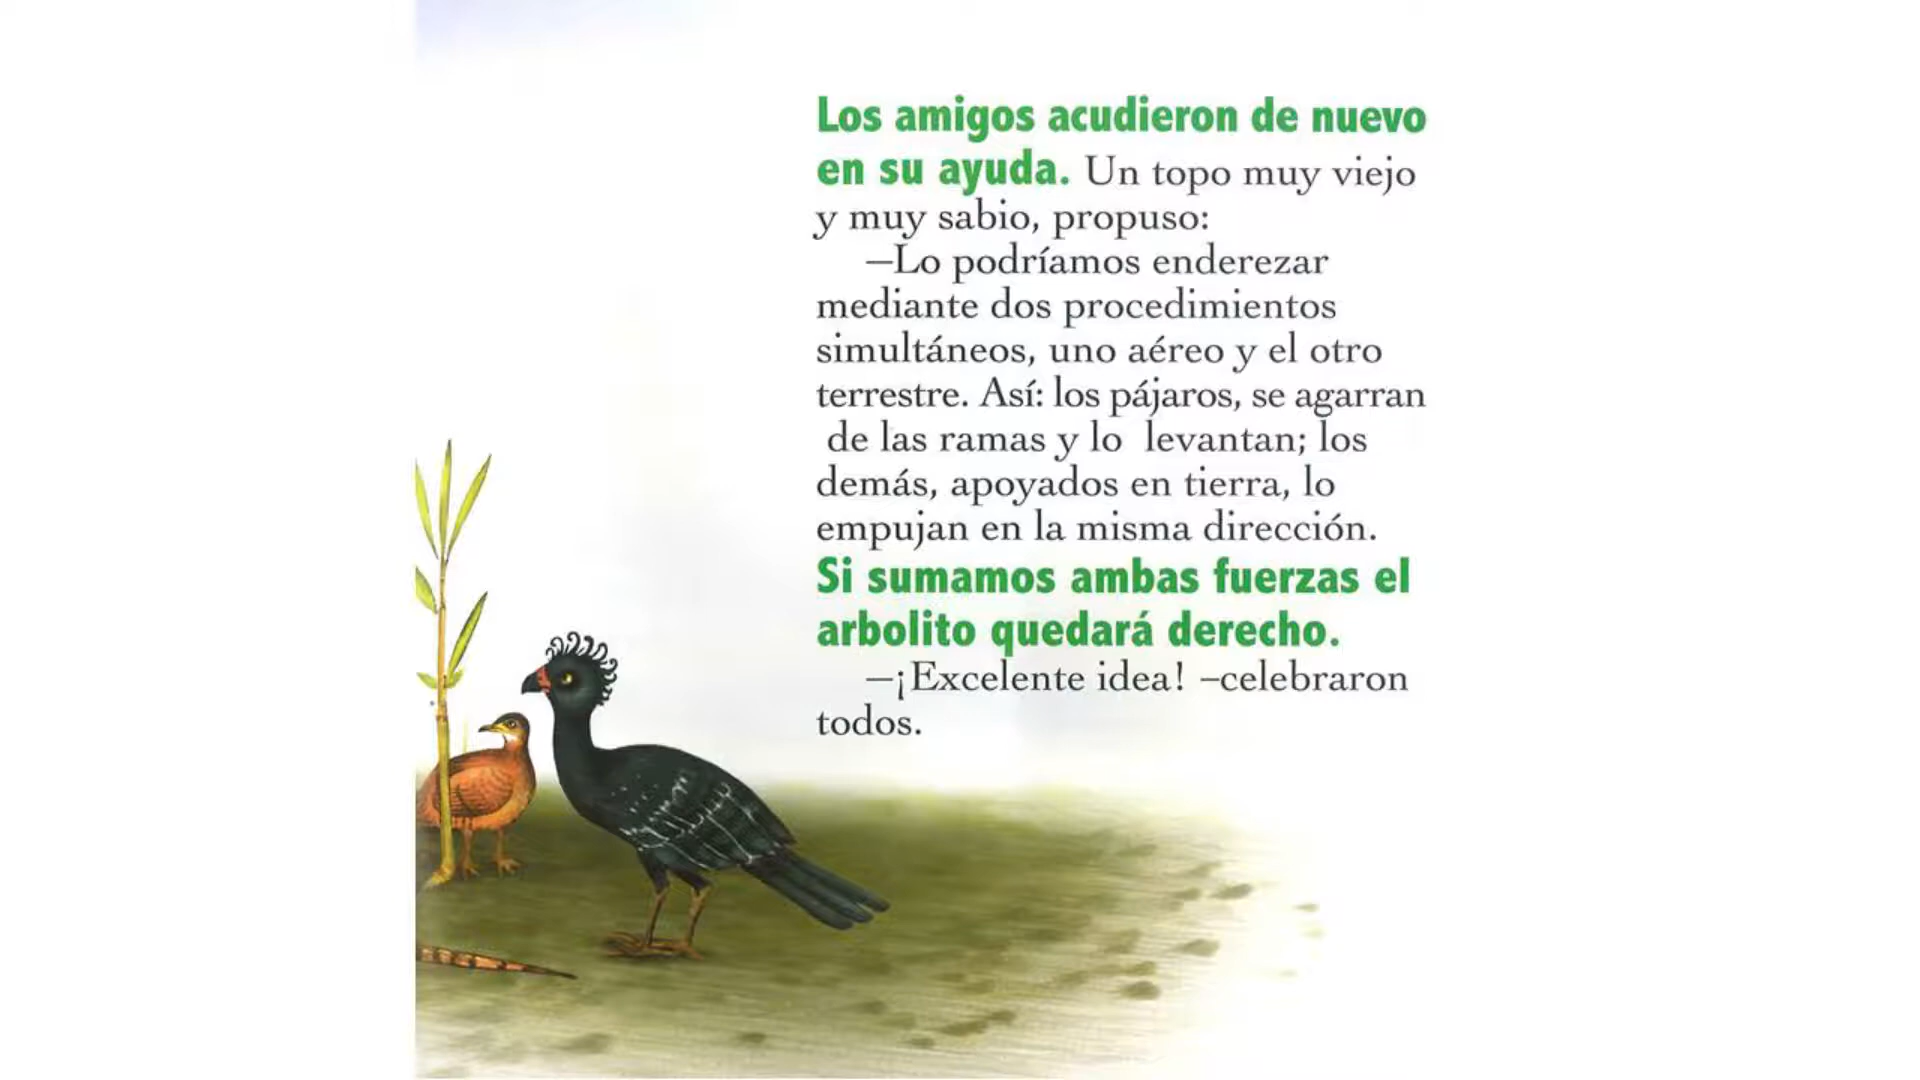 Los amigos acudieron de nuevo
en su ayuda. Un topo muy viejo
y muy sabio, propuso:
—Lo podríamos enderezar
mediante dos procedimientos
simultáneos, uno aéreo y el otro
terrestre. Así: los pájaros, se agarran
de las ramas y lo levantan; los
demás, apoyados en tierra, lo
empujan en la misma dirección.
Si sumamos ambas fuerzas el
arbolito quedará derecho.
—¡Excelente idea! –celebraron
todos.